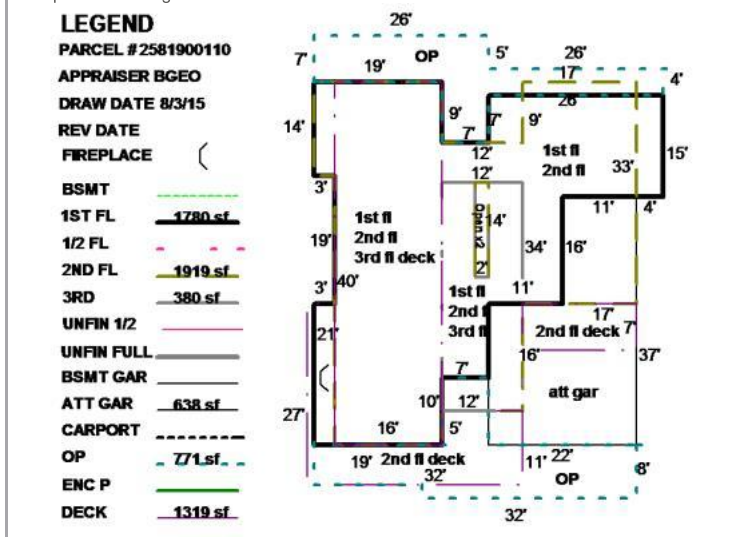 LEGEND
PARCEL # 2581900110
APPRAISER BGEO
DRAW DATE 8/3/15
REV DATE
FIREPLACE
BSMT
1ST FL 1780 sf
1/2 FL
2ND FL 1919 sf
3RD 380 sf
UNFIN 1/2
UNFIN FULL
BSMT GAR
ATT GAR 638 sf
CARPORT
OP 771 sf
ENC P
DECK 1319 sf
26'
7' OP 5' 26'
19' 17' 4'
26'
14' 9' 7' 7' 9'
12' 1st fl
2nd fl 33' 15'
3' 12' 11' 4'
1st fl
2nd fl
3rd fl deck
Open x2 14'
19' 34' 16'
2'
3' 40' 1st fl 11'
2nd fl 17'
3rd fl 2nd fl deck 7'
21' 16' 37'
7'
att gar
27' 10' 12'
16' 5'
19' 2nd fl deck 11' 22' 8'
32' OP
32'